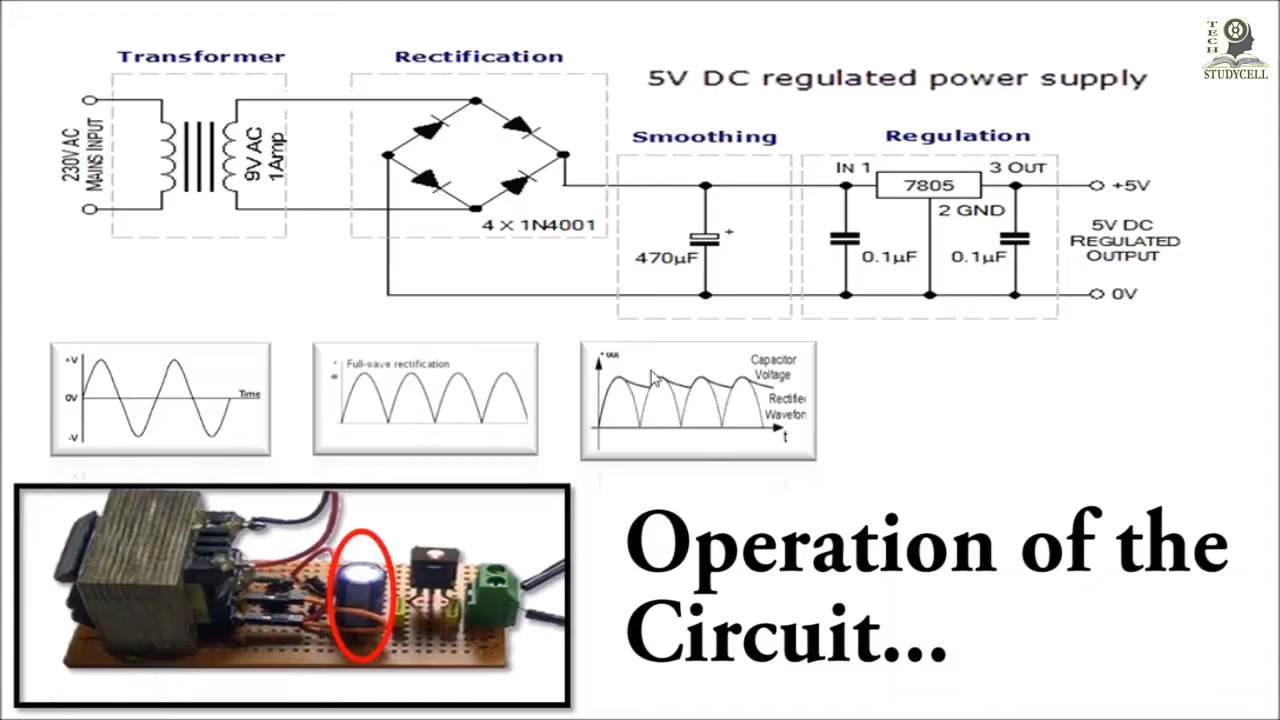 TECH
STUDYCELL
Transformer
Rectification
5V DC regulated power supply
Smoothing
Regulation
230V AC
MAINS INPUT
9V AC
1Amp
4 X 1N4001
470µF
+
IN 1
7805
3 OUT
2 GND
0.1µF
0.1µF
+5V
5V DC
REGULATED
OUTPUT
0V
+V
0V
-V
Time
Full-wave rectification
Capacitor
Voltage
Rectifie
Wavefor
t
Operation of the
Circuit...